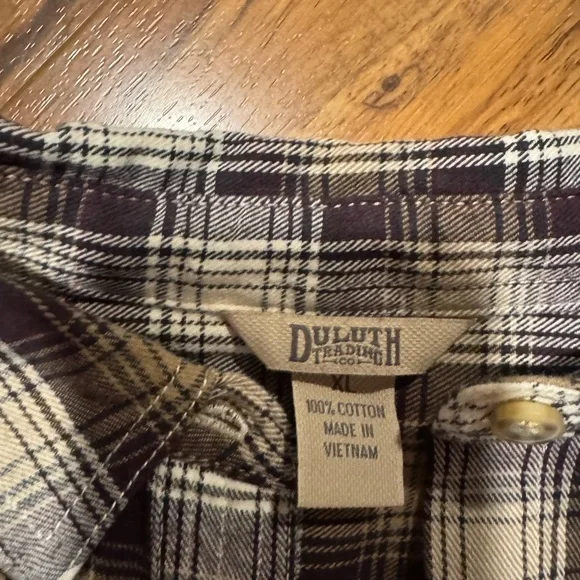 DULUTH
TRADING
CO
XL
100% COTTON
MADE IN
VIETNAM